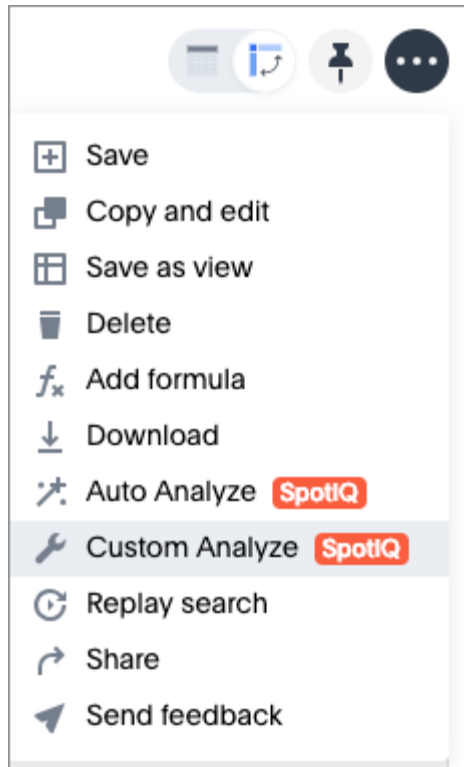 Save
Copy and edit
Save as view
Delete
Add formula
Download
Auto Analyze SpotIQ
Custom Analyze SpotIQ
Replay search
Share
Send feedback